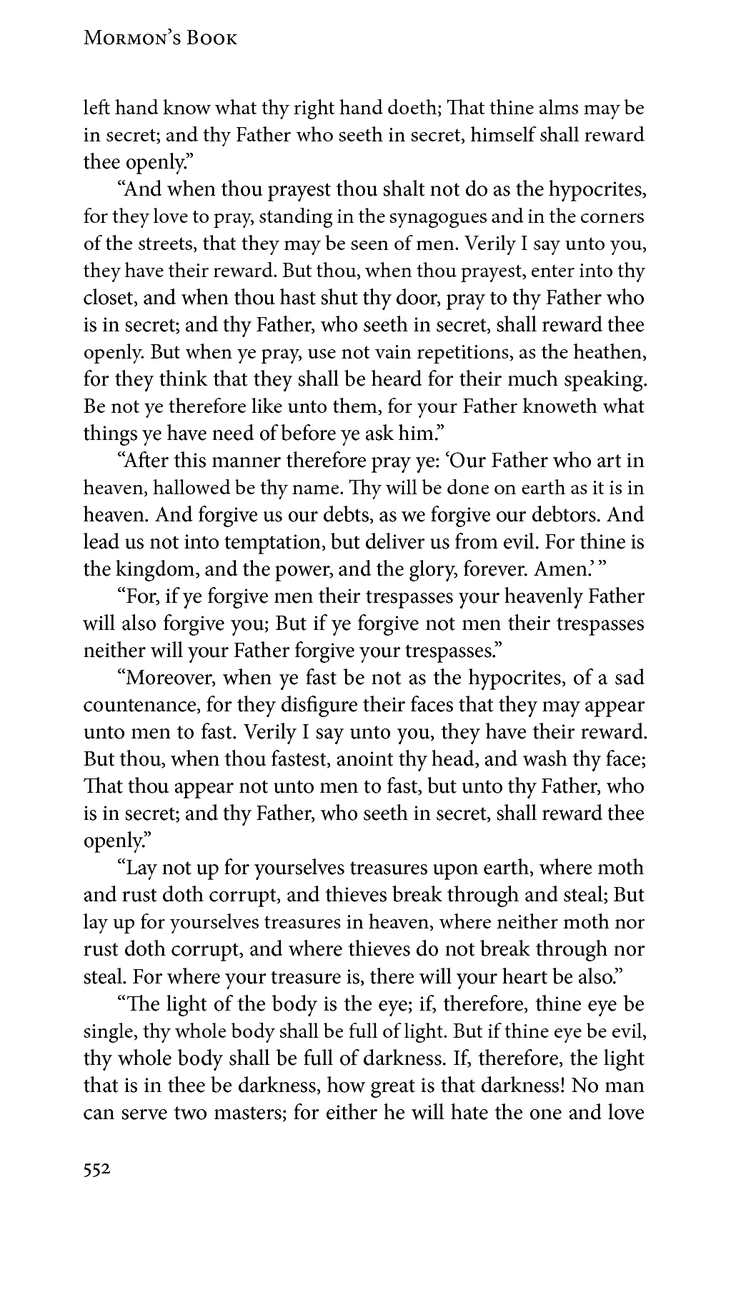 Mormon’s Book
left hand know what thy right hand doeth; That thine alms may be
in secret; and thy Father who seeth in secret, himself shall reward
thee openly.”
“And when thou prayest thou shalt not do as the hypocrites,
for they love to pray, standing in the synagogues and in the corners
of the streets, that they may be seen of men. Verily I say unto you,
they have their reward. But thou, when thou prayest, enter into thy
closet, and when thou hast shut thy door, pray to thy Father who
is in secret; and thy Father, who seeth in secret, shall reward thee
openly. But when ye pray, use not vain repetitions, as the heathen,
for they think that they shall be heard for their much speaking.
Be not ye therefore like unto them, for your Father knoweth what
things ye have need of before ye ask him.”
“After this manner therefore pray ye: ‘Our Father who art in
heaven, hallowed be thy name. Thy will be done on earth as it is in
heaven. And forgive us our debts, as we forgive our debtors. And
lead us not into temptation, but deliver us from evil. For thine is
the kingdom, and the power, and the glory, forever. Amen.’ ”
“For, if ye forgive men their trespasses your heavenly Father
will also forgive you; But if ye forgive not men their trespasses
neither will your Father forgive your trespasses.”
“Moreover, when ye fast be not as the hypocrites, of a sad
countenance, for they disfigure their faces that they may appear
unto men to fast. Verily I say unto you, they have their reward.
But thou, when thou fastest, anoint thy head, and wash thy face;
That thou appear not unto men to fast, but unto thy Father, who
is in secret; and thy Father, who seeth in secret, shall reward thee
openly.”
“Lay not up for yourselves treasures upon earth, where moth
and rust doth corrupt, and thieves break through and steal; But
lay up for yourselves treasures in heaven, where neither moth nor
rust doth corrupt, and where thieves do not break through nor
steal. For where your treasure is, there will your heart be also.”
“The light of the body is the eye; if, therefore, thine eye be
single, thy whole body shall be full of light. But if thine eye be evil,
thy whole body shall be full of darkness. If, therefore, the light
that is in thee be darkness, how great is that darkness! No man
can serve two masters; for either he will hate the one and love
552